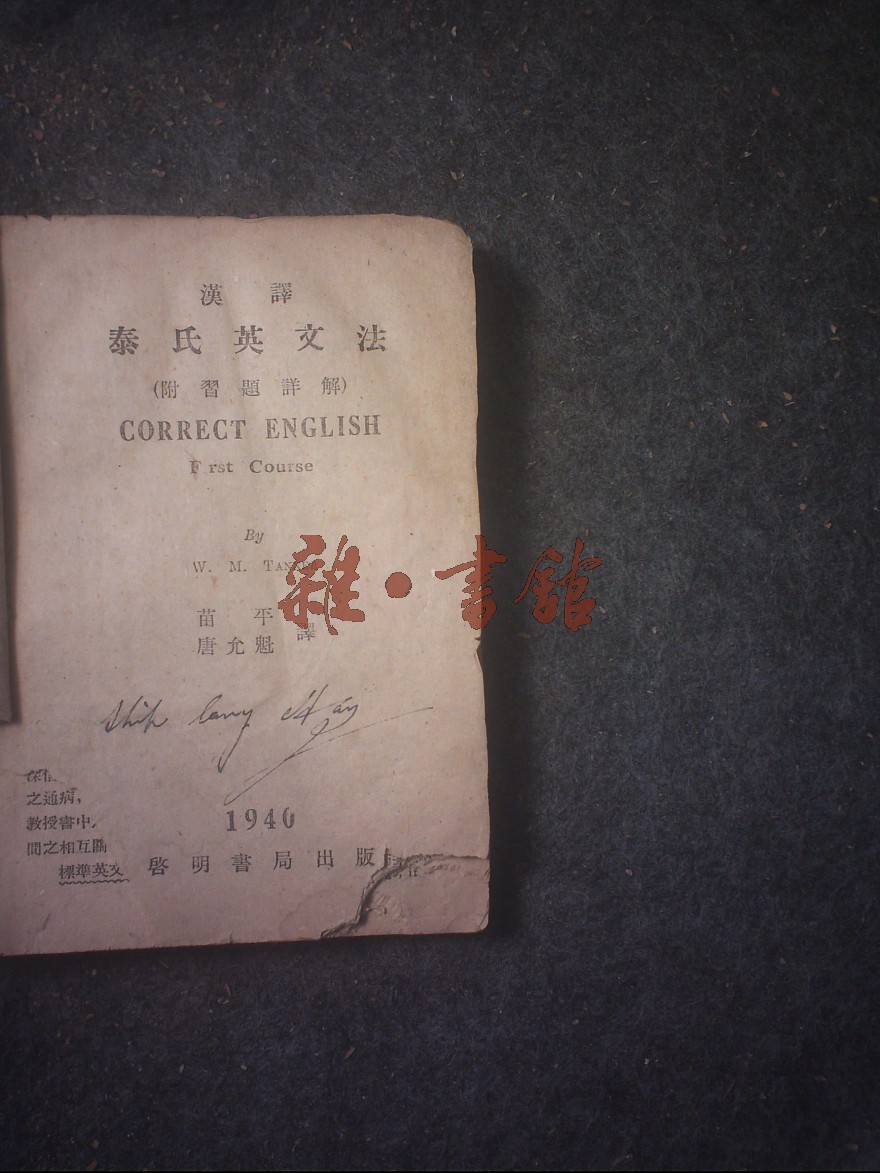 漢 譯
泰氏英文法
(附習題詳解)
CORRECT ENGLISH
F rst Course
By
W. M.
雜·書館
苗 平
唐允魁 譯
之通病,
教授書中
間之相互關
標準英文
1940
啓明書局出版